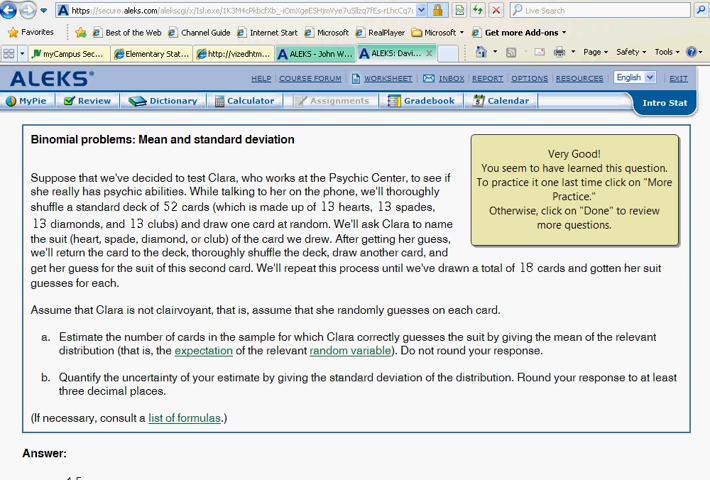 https://secure.aleks.com/alekscgi/x/Isl.exe/
Live Search
Favorites
Best of the Web
Channel Guide
Internet Start
Microsoft
RealPlayer
Microsoft
Get more Add-ons
myCampus Sec...
Elementary Stat...
http://vizedhtm...
ALEKS - John W...
ALEKS: Davi...
Page
Safety
Tools
ALEKS
HELP | COURSE FORUM | WORKSHEET | INBOX | REPORT | OPTIONS | RESOURCES | English | EXIT
MyPie
Review
Dictionary
Calculator
Assignments
Gradebook
Calendar
Intro Stat
Binomial problems: Mean and standard deviation
Very Good!
You seem to have learned this question.
To practice it one last time click on "More
Practice."
Otherwise, click on "Done" to review
more questions.
Suppose that we've decided to test Clara, who works at the Psychic Center, to see if
she really has psychic abilities. While talking to her on the phone, we'll thoroughly
shuffle a standard deck of 52 cards (which is made up of 13 hearts, 13 spades,
13 diamonds, and 13 clubs) and draw one card at random. We'll ask Clara to name
the suit (heart, spade, diamond, or club) of the card we drew. After getting her guess,
we'll return the card to the deck, thoroughly shuffle the deck, draw another card, and
get her guess for the suit of this second card. We'll repeat this process until we've drawn a total of 18 cards and gotten her suit
guesses for each.
Assume that Clara is not clairvoyant, that is, assume that she randomly guesses on each card.
a. Estimate the number of cards in the sample for which Clara correctly guesses the suit by giving the mean of the relevant
distribution (that is, the expectation of the relevant random variable). Do not round your response.
b. Quantify the uncertainty of your estimate by giving the standard deviation of the distribution. Round your response to at least
three decimal places.
(If necessary, consult a list of formulas.)
Answer: